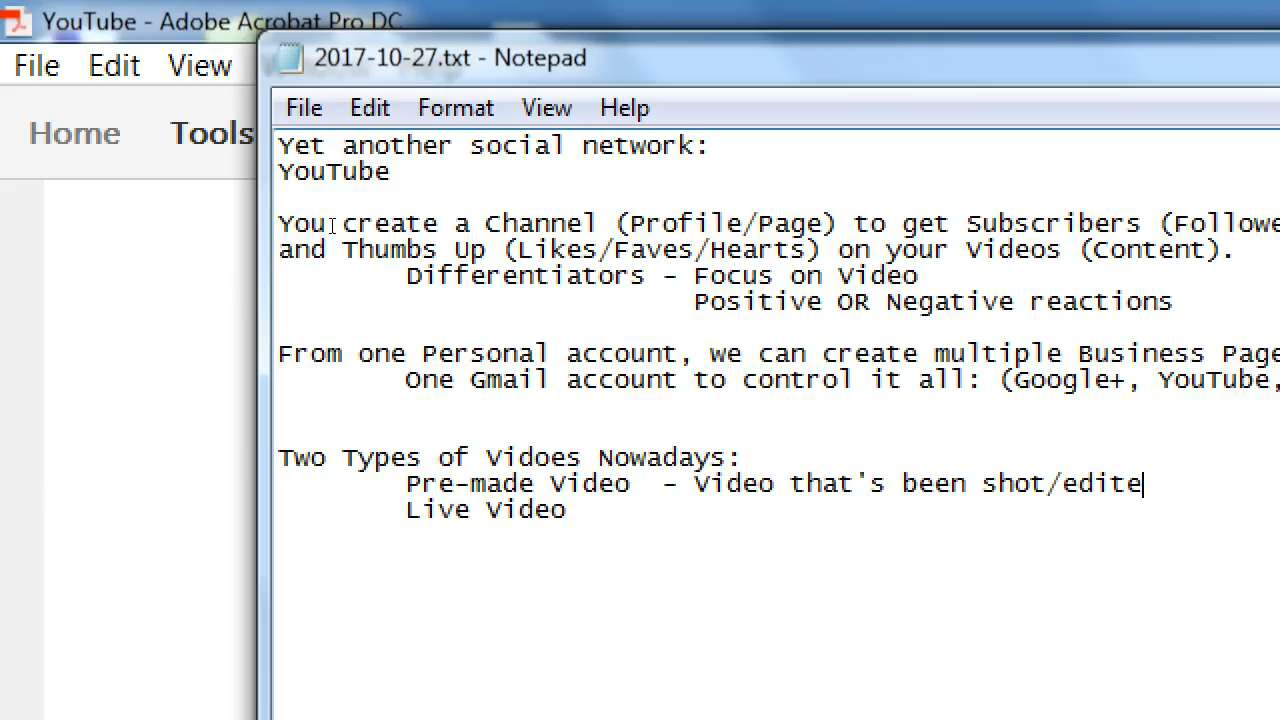 YouTube - Adobe Acrobat Pro DC
File Edit View
Home Tools
2017-10-27.txt - Notepad
File Edit Format View Help
Yet another social network:
YouTube
You create a Channel (Profile/Page) to get Subscribers (Followe
and Thumbs Up (Likes/Faves/Hearts) on your Videos (Content).
Differentiators - Focus on Video
Positive OR Negative reactions
From one Personal account, we can create multiple Business Page
One Gmail account to control it all: (Google+, YouTube,
Two Types of Vidoes Nowadays:
Pre-made Video - Video that's been shot/edite
Live Video